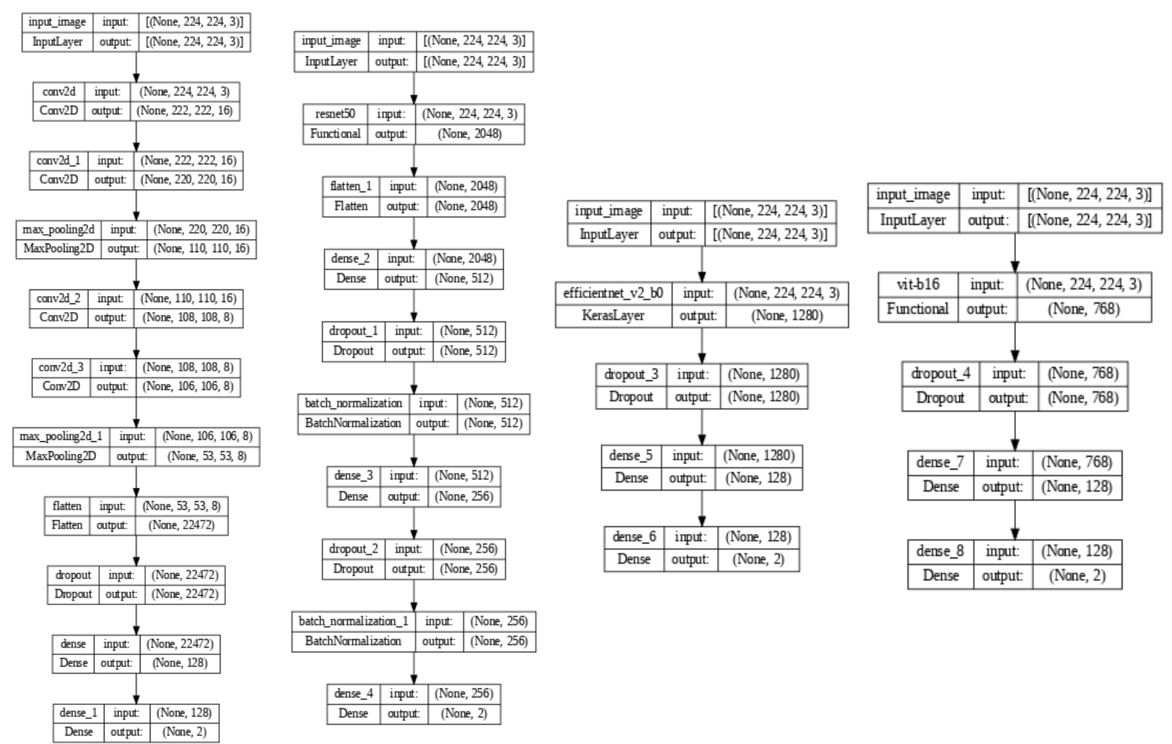 input_image input: [(None, 224, 224, 3)]
InputLayer output: [(None, 224, 224, 3)]
conv2d input: (None, 224, 224, 3)
Conv2D output: (None, 222, 222, 16)
conv2d_1 input: (None, 222, 222, 16)
Conv2D output: (None, 220, 220, 16)
max_pooling2d input: (None, 220, 220, 16)
MaxPooling2D output: (None, 110, 110, 16)
conv2d_2 input: (None, 110, 110, 16)
Conv2D output: (None, 108, 108, 8)
conv2d_3 input: (None, 108, 108, 8)
Conv2D output: (None, 106, 106, 8)
max_pooling2d_1 input: (None, 106, 106, 8)
MaxPooling2D output: (None, 53, 53, 8)
flatten input: (None, 53, 53, 8)
Flatten output: (None, 22472)
dropout input: (None, 22472)
Dropout output: (None, 22472)
dense input: (None, 22472)
Dense output: (None, 128)
dense_1 input: (None, 128)
Dense output: (None, 2)
input_image input: [(None, 224, 224, 3)]
InputLayer output: [(None, 224, 224, 3)]
resnet50 input: (None, 224, 224, 3)
Functional output: (None, 2048)
flatten_1 input: (None, 2048)
Flatten output: (None, 2048)
dense_2 input: (None, 2048)
Dense output: (None, 512)
dropout_1 input: (None, 512)
Dropout output: (None, 512)
batch_normalization input: (None, 512)
BatchNormalization output: (None, 512)
dense_3 input: (None, 512)
Dense output: (None, 256)
dropout_2 input: (None, 256)
Dropout output: (None, 256)
batch_normalization_1 input: (None, 256)
BatchNormalization output: (None, 256)
dense_4 input: (None, 256)
Dense output: (None, 2)
input_image input: [(None, 224, 224, 3)]
InputLayer output: [(None, 224, 224, 3)]
efficientnet_v2_b0 input: (None, 224, 224, 3)
KerasLayer output: (None, 1280)
dropout_3 input: (None, 1280)
Dropout output: (None, 1280)
dense_5 input: (None, 1280)
Dense output: (None, 128)
dense_6 input: (None, 128)
Dense output: (None, 2)
input_image input: [(None, 224, 224, 3)]
InputLayer output: [(None, 224, 224, 3)]
vit-b16 input: (None, 224, 224, 3)
Functional output: (None, 768)
dropout_4 input: (None, 768)
Dropout output: (None, 768)
dense_7 input: (None, 768)
Dense output: (None, 128)
dense_8 input: (None, 128)
Dense output: (None, 2)